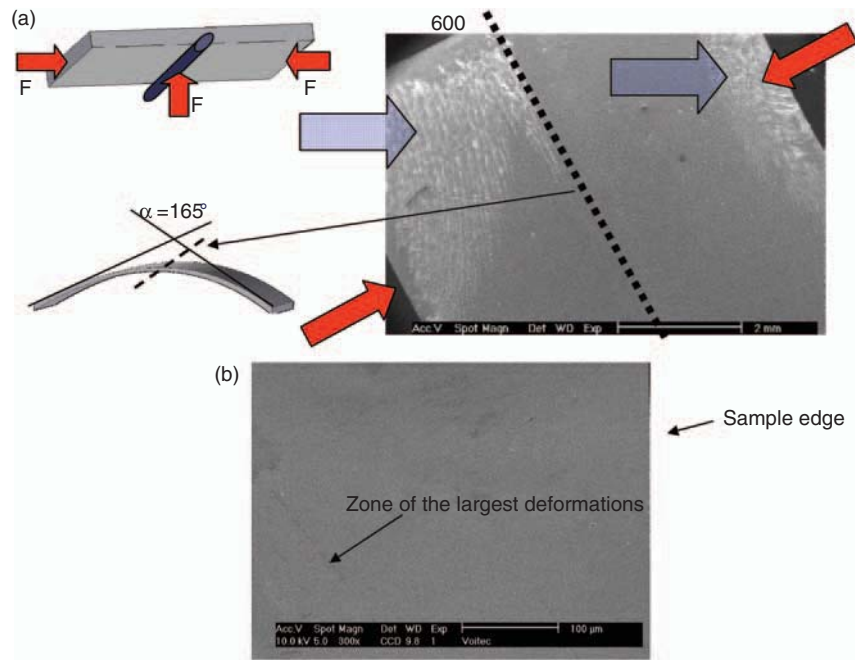 (a)
600
F
F
F
α = 165°
Acc.V Spot Magn Det WD Exp 2 mm
(b)
Sample edge
Zone of the largest deformations
Acc.V Spot Magn Det WD Exp 100 µm
10.0 kV 5.0 300x CCD 9.8 1 Voitec